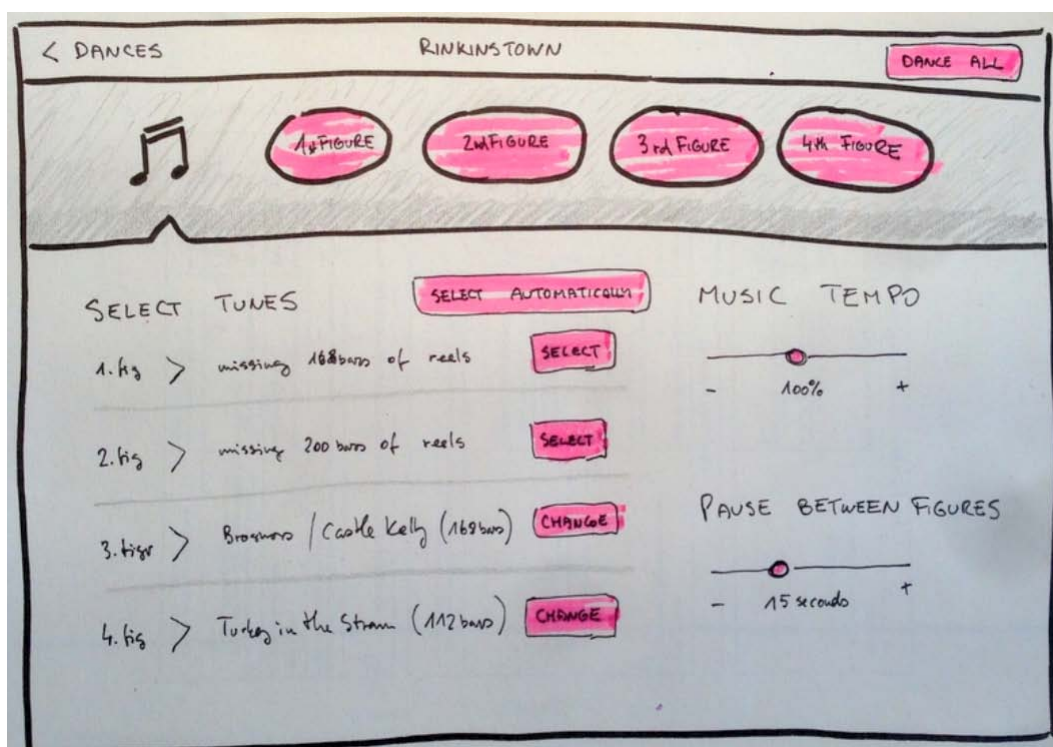 < DANCES RINKINSTOWN DANCE ALL
1st FIGURE 2nd FIGURE 3rd FIGURE 4th FIGURE
SELECT TUNES SELECT AUTOMATICALLY
1. fig > missing 168 bars of reels SELECT
2. fig > missing 200 bars of reels SELECT
3. figr > / Castle Kelly (168 bars) CHANGE
4. fig > Turkey in the Straw (112 bars) CHANGE
MUSIC TEMPO
- 100% +
PAUSE BETWEEN FIGURES
- 15 seconds +